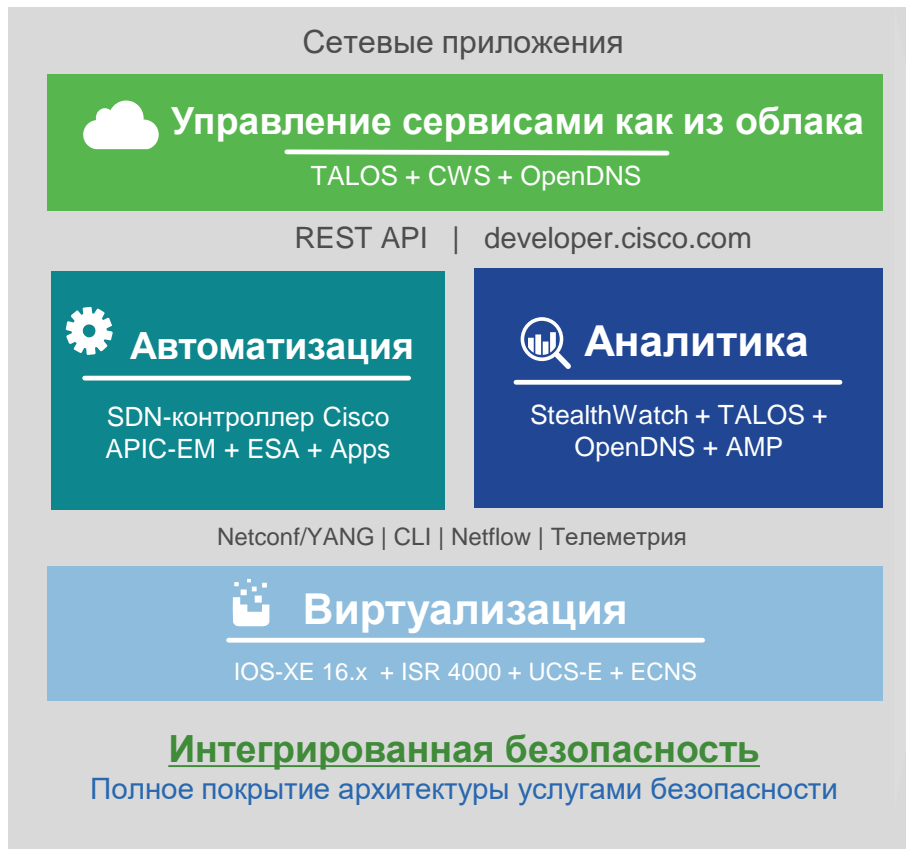 Сетевые приложения
Управление сервисами как из облака
TALOS + CWS + OpenDNS
REST API | developer.cisco.com
Автоматизация
SDN-контроллер Cisco
APIC-EM + ESA + Apps
Аналитика
StealthWatch + TALOS +
OpenDNS + AMP
Netconf/YANG | CLI | Netflow | Телеметрия
Виртуализация
IOS-XE 16.x + ISR 4000 + UCS-E + ECNS
Интегрированная безопасность
Полное покрытие архитектуры услугами безопасности